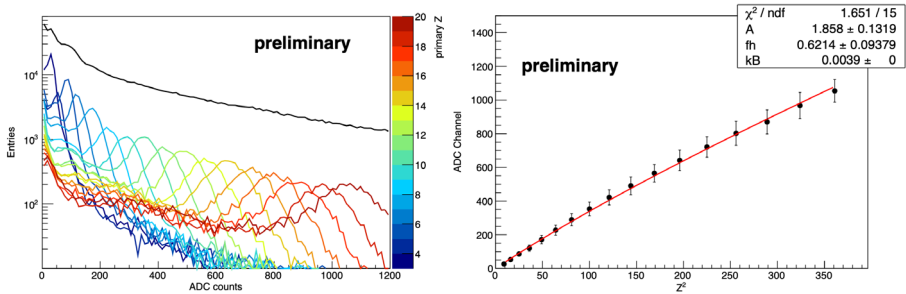 preliminary
Entries
10⁴
10³
10²
0 200 400 600 800 1000 1200
ADC counts
20
18
16
14
12
10
8
6
4
primary Z
χ² / ndf 1.651 / 15
A 1.858 ± 0.1319
fh 0.6214 ± 0.09379
kB 0.0039 ± 0
preliminary
ADC Channel
1400
1200
1000
800
600
400
200
0
0 50 100 150 200 250 300 350
Z²